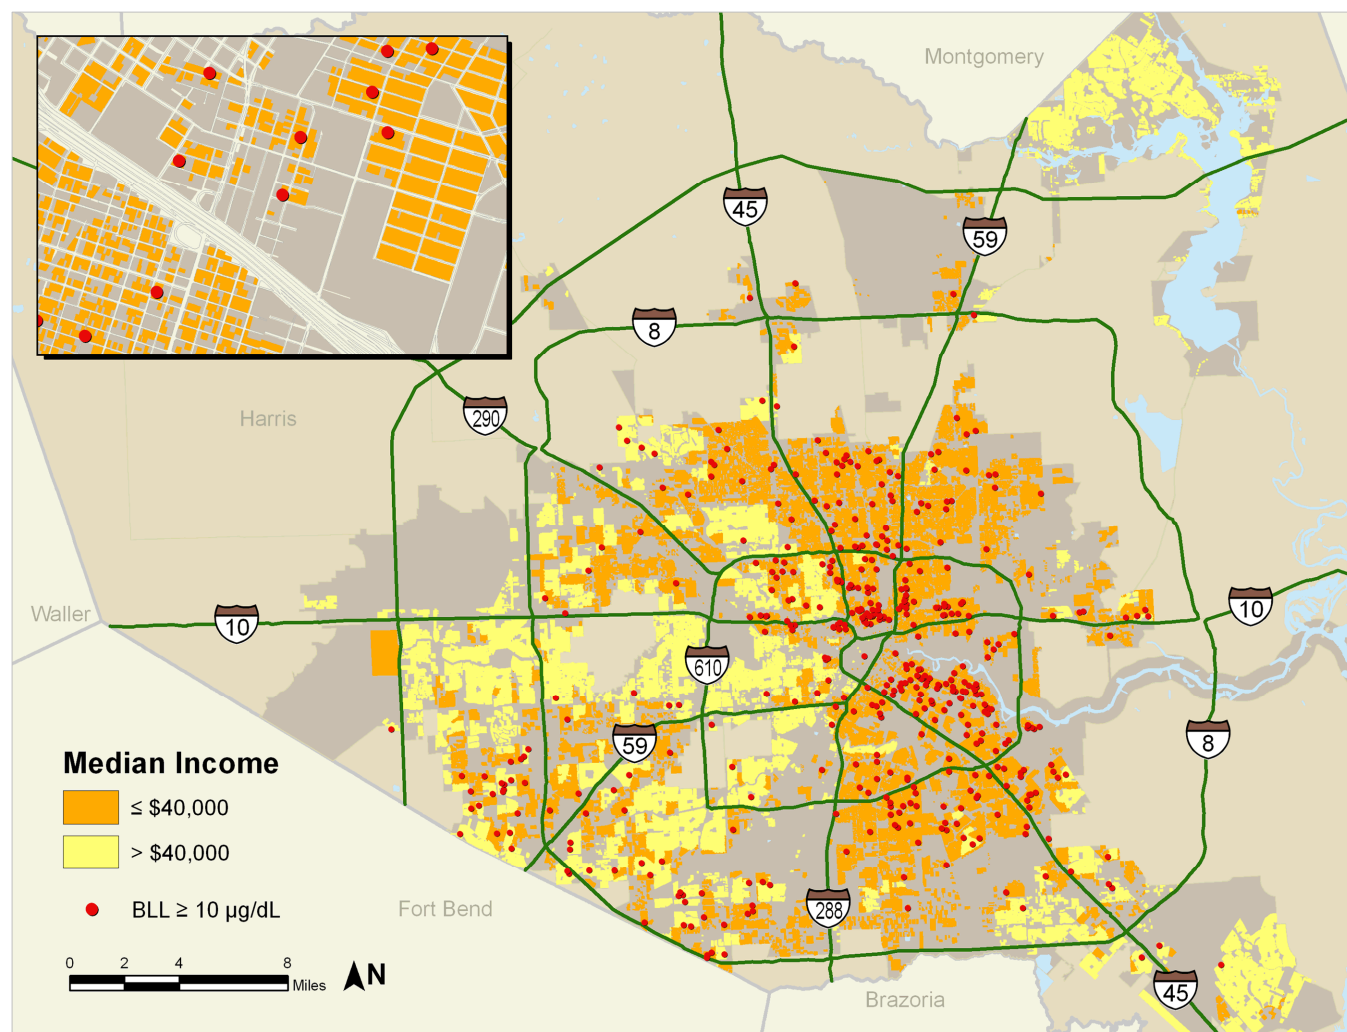 Montgomery
45
59
8
290
Harris
Waller
10
10
610
59
8
Median Income
≤ $40,000
> $40,000
BLL ≥ 10 µg/dL
Fort Bend
288
0 2 4 8
Miles
N
45
Brazoria